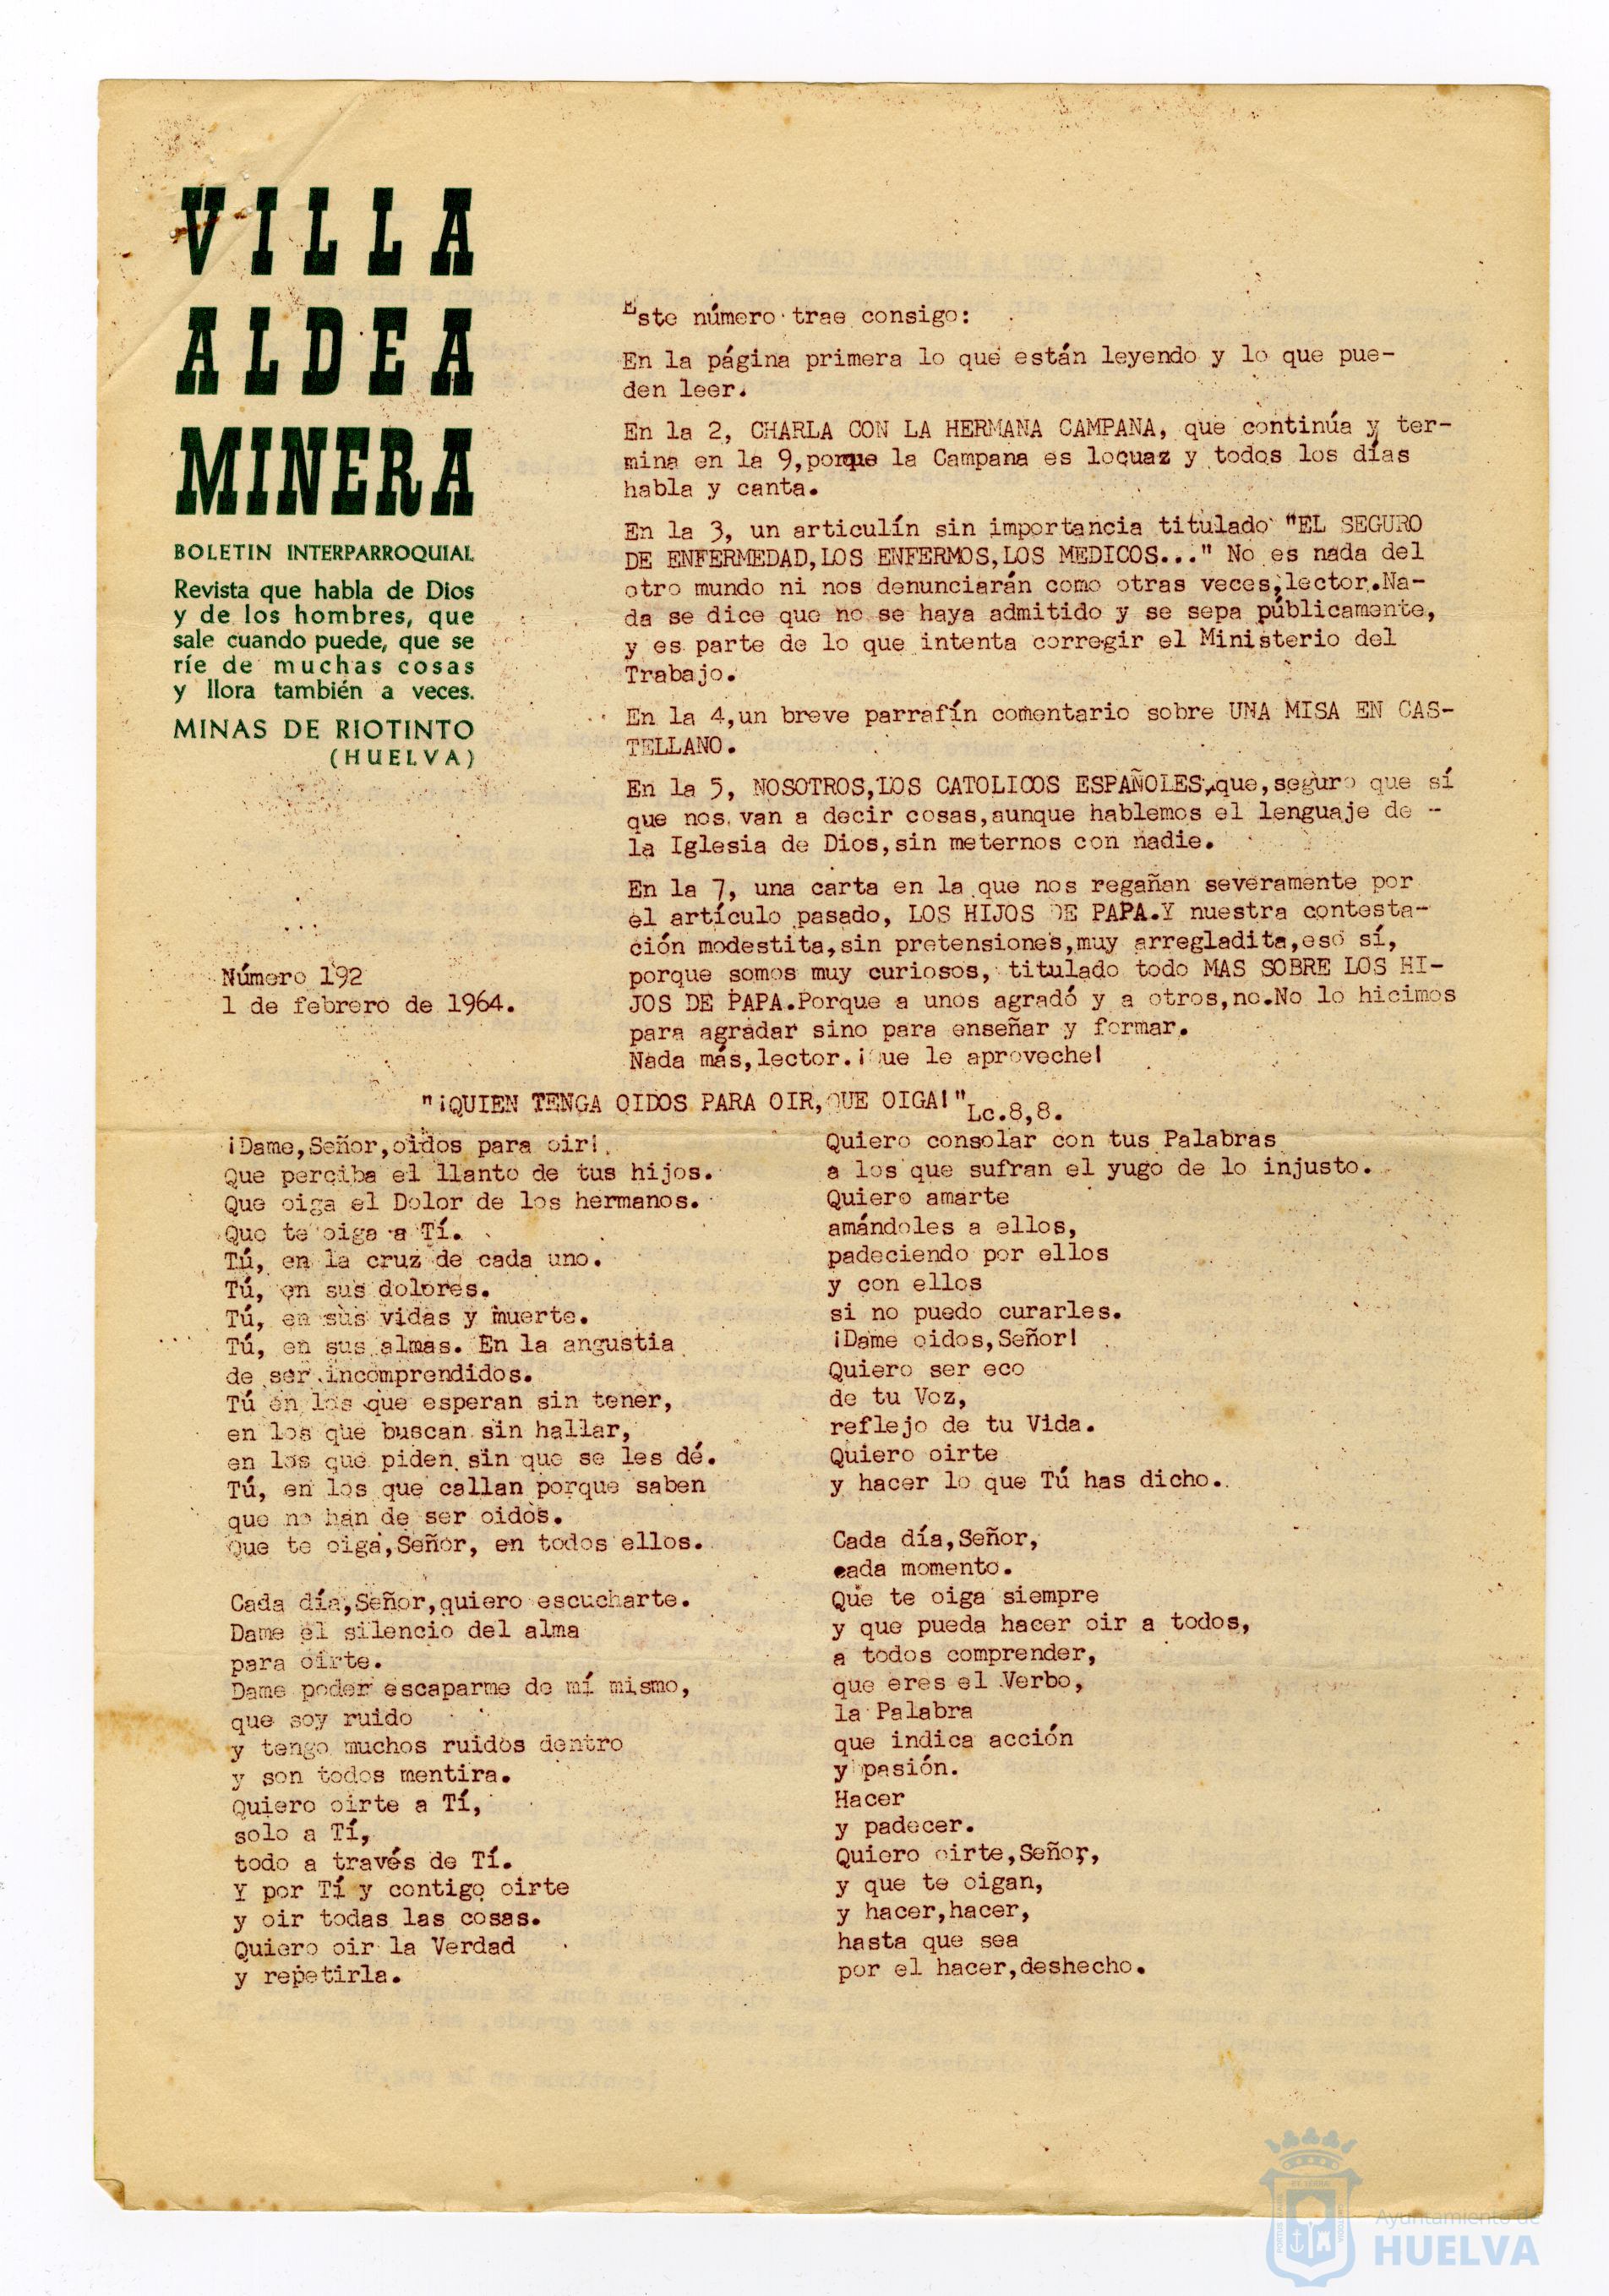 VILLA
ALDEA
MINERA
BOLETIN INTERPARROQUIAL
Revista que habla de Dios
y de los hombres, que
sale cuando puede, que se
ríe de muchas cosas
y llora también a veces.
MINAS DE RIOTINTO
(HUELVA)
Número 192
1 de febrero de 1964.
Este número trae consigo:
En la página primera lo que están leyendo y lo que pue-
den leer.
En la 2, CHARLA CON LA HERMANA CAMPANA, que continúa y ter-
mina en la 9,porque la Campana es locuaz y todos los días
habla y canta.
En la 3, un articulín sin importancia titulado "EL SEGURO
DE ENFERMEDAD,LOS ENFERMOS,LOS MEDICOS..." No es nada del
otro mundo ni nos denunciarán como otras veces,lector.Na-
da se dice que no se haya admitido y se sepa públicamente,
y es parte de lo que intenta corregir el Ministerio del
Trabajo.
En la 4,un breve parrafín comentario sobre UNA MISA EN CAS-
TELLANO.
En la 5, NOSOTROS,LOS CATOLICOS ESPAÑOLES,que,seguro que sí
que nos van a decir cosas,aunque hablemos el lenguaje de -
la Iglesia de Dios,sin meternos con nadie.
En la 7, una carta en la que nos regañan severamente por
el artículo pasado, LOS HIJOS DE PAPA.Y nuestra contesta-
ción modestita,sin pretensiones,muy arregladita,eso sí,
porque somos muy curiosos, titulado todo MAS SOBRE LOS HI-
JOS DE PAPA.Porque a unos agradó y a otros,no.No lo hicimos
para agradar sino para enseñar y formar.
Nada más,lector.¡Que le aproveche!
"¡QUIEN TENGA OIDOS PARA OIR,QUE OIGA!"Lc.8,8.
¡Dame,Señor,oidos para oir!.
Que perciba el llanto de tus hijos.
Que oiga el Dolor de los hermanos.
Que te oiga a Tí.
Tú, en la cruz de cada uno.
Tú, en sus dolores.
Tú, en sus vidas y muerte.
Tú, en sus almas. En la angustia
de ser incomprendidos.
Tú en los que esperan sin tener,
en los que buscan sin hallar,
en los que piden sin que se les dé.
Tú, en los que callan porque saben
que no han de ser oidos.
Que te oiga,Señor, en todos ellos.
Cada día,Señor,quiero escucharte.
Dame el silencio del alma
para oirte.
Dame poder escaparme de mí mismo,
que soy ruido
y tengo muchos ruidos dentro
y son todos mentira.
Quiero oirte a Tí,
solo a Tí,
todo a través de Tí.
Y por Tí y contigo oirte
y oir todas las cosas.
Quiero oir la Verdad
y repetirla.
Quiero consolar con tus Palabras
a los que sufran el yugo de lo injusto.
Quiero amarte
amándoles a ellos,
padeciendo por ellos
y con ellos
si no puedo curarles.
¡Dame oidos,Señor!
Quiero ser eco
de tu Voz,
reflejo de tu Vida.
Quiero oirte
y hacer lo que Tú has dicho.
Cada día,Señor,
cada momento.
Que te oiga siempre
y que pueda hacer oir a todos,
a todos comprender,
que eres el Verbo,
la Palabra
que indica acción
y pasión.
Hacer
y padecer.
Quiero oirte,Señor,
y que te oigan,
y hacer,hacer,
hasta que sea
por el hacer,deshecho.
Ayuntamiento de
HUELVA